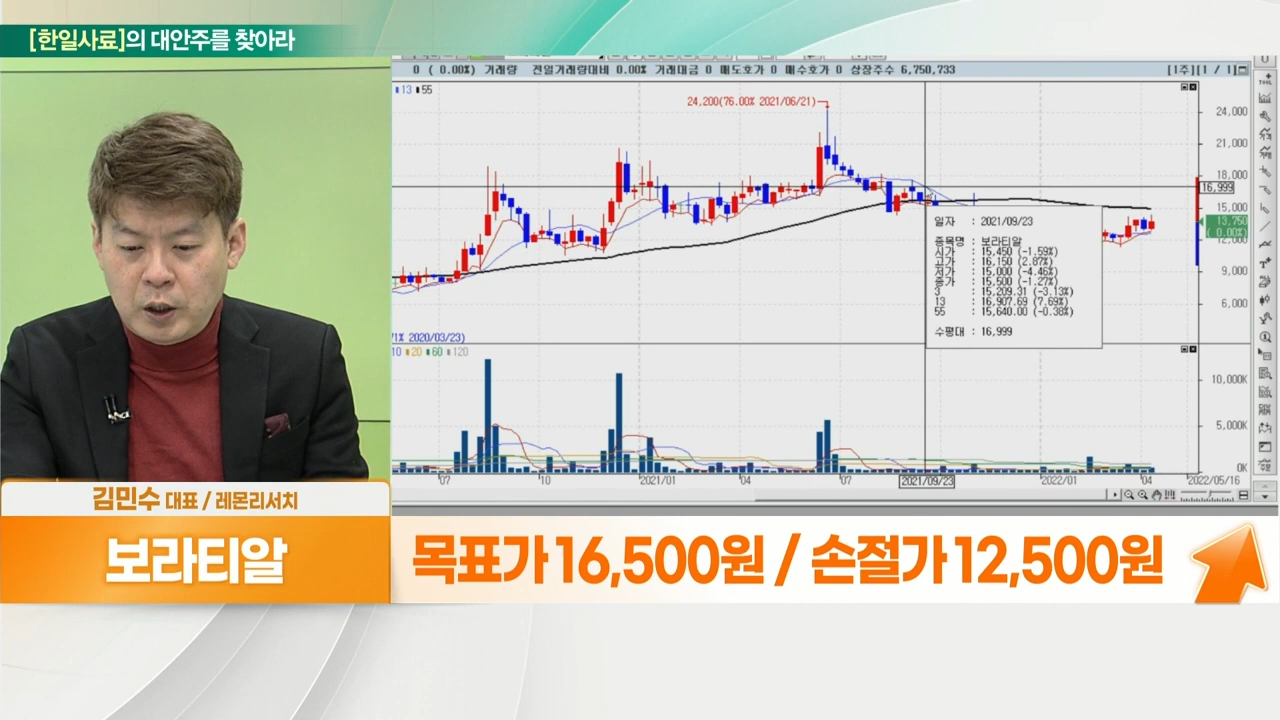 [한일사료]의 대안주를 찾아라
0 ( 0.00%) 거래량 전일거래량대비 0.00% 거래대금 0 매도호가 0 매수호가 0 상장주수 6,750,733
[1주][1 / 1]
13 55
24,200(76.00% 2021/06/21)
24,000
21,000
18,000
16,999
15,000
13,750
( 0.00%)
12,000
9,000
6,000
일자 : 2021/09/23
종목명 : 보라티알
시가 : 15,450 (-1.59%)
고가 : 16,150 (2.87%)
저가 : 15,000 (-4.46%)
종가 : 15,500 (-1.27%)
3 : 15,209.31 (-3.13%)
13 : 16,907.69 (7.69%)
55 : 15,640.00 (-0.38%)
수평대 : 16,999
71% 2020/03/23)
10 20 60 120
10,000K
5,000K
0K
07 10 2021/01 04 07 2021/09/23 2022/01 04 2022/05/16
김민수 대표 / 레몬리서치
보라티알
목표가 16,500원 / 손절가 12,500원